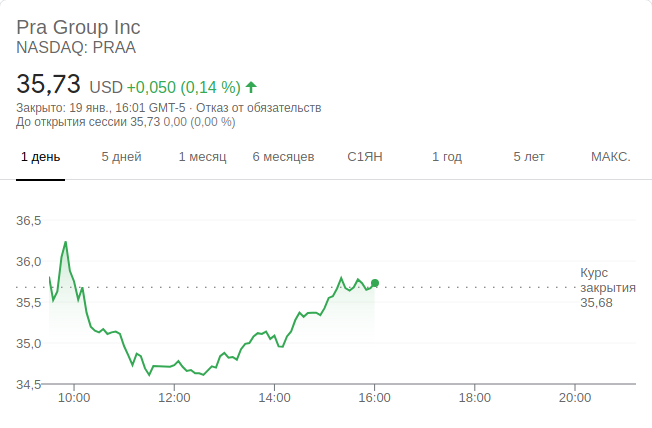 Pra Group Inc
NASDAQ: PRAA
35,73 USD +0,050 (0,14 %)
Закрыто: 19 янв., 16:01 GMT-5 · Отказ от обязательств
До открытия сессии 35,73 0,00 (0,00 %)
1 день 5 дней 1 месяц 6 месяцев С1ЯН 1 год 5 лет МАКС.
36,5
36,0
Курс
закрытия
35,68
35,5
35,0
34,5
10:00 12:00 14:00 16:00 18:00 20:00